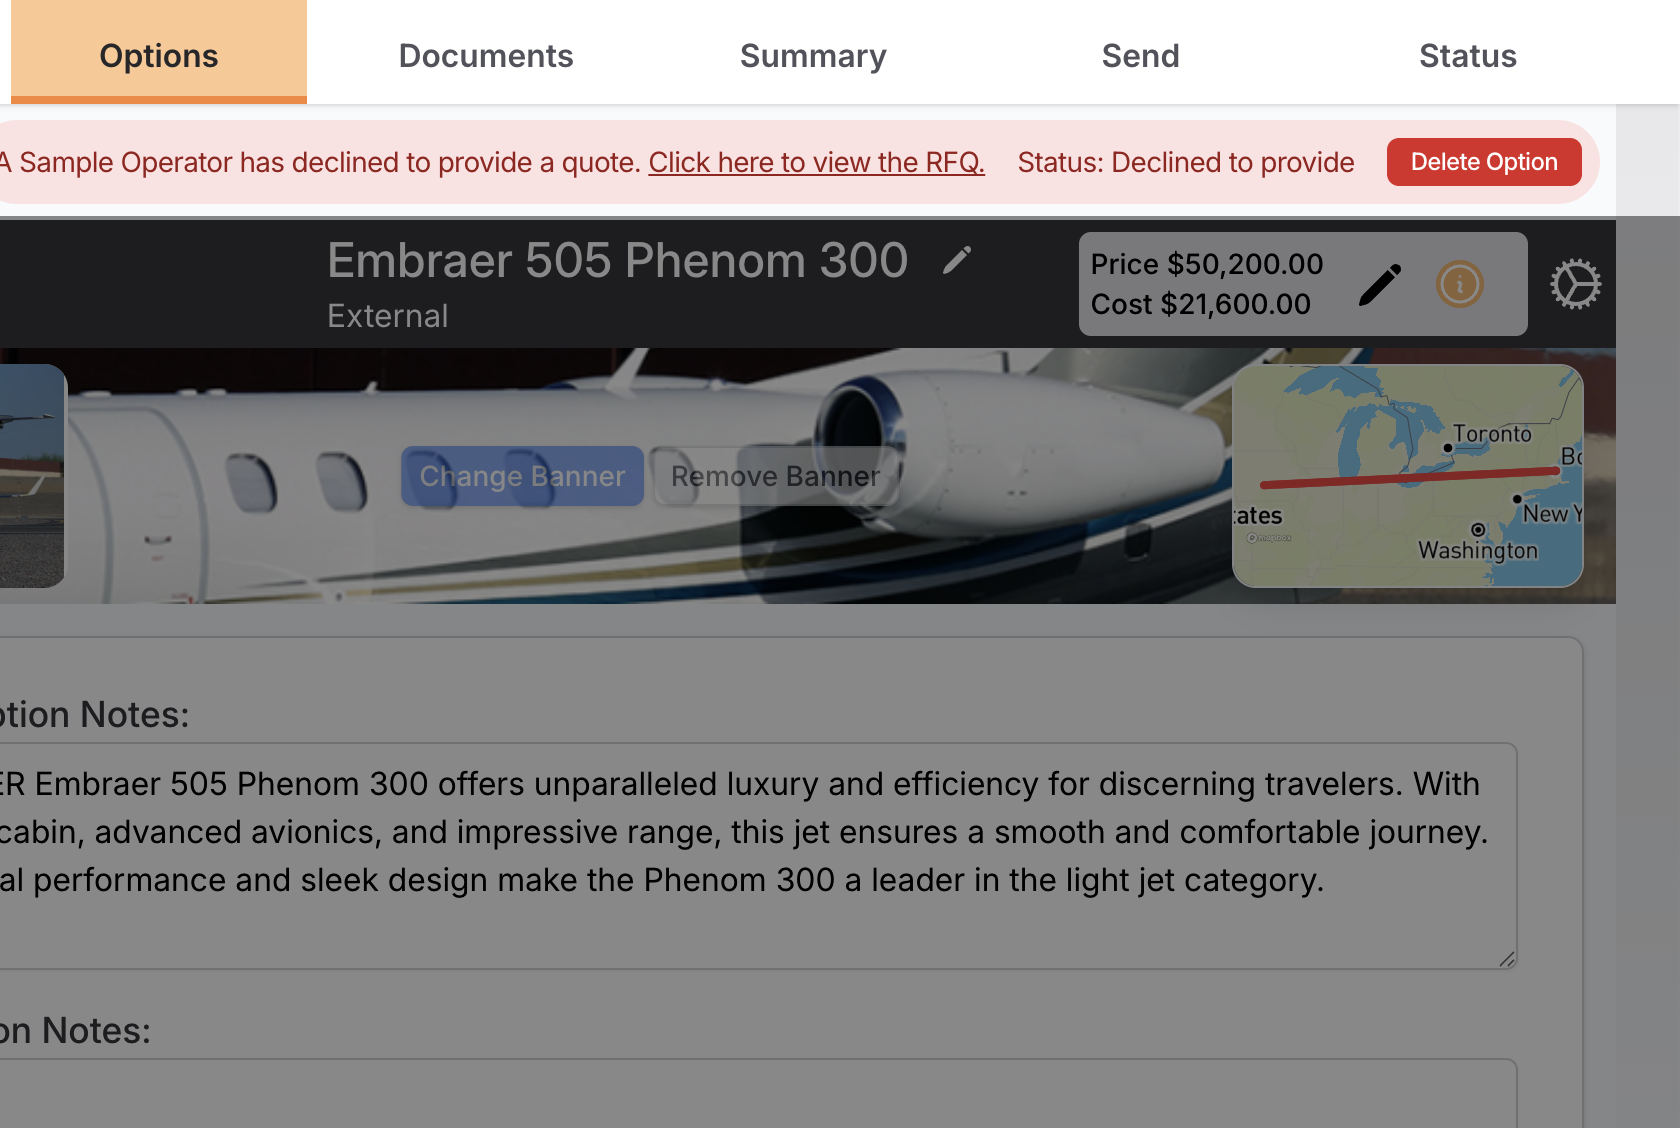 Options
Documents
Summary
Send
Status
A Sample Operator has declined to provide a quote. Click here to view the RFQ.
Status: Declined to provide
Delete Option
Embraer 505 Phenom 300
External
Price $50,200.00
Cost $21,600.00
Change Banner
Remove Banner
Toronto
Bo
ates
New Y
mapbox
Washington
ption Notes:
ER Embraer 505 Phenom 300 offers unparalleled luxury and efficiency for discerning travelers. With
cabin, advanced avionics, and impressive range, this jet ensures a smooth and comfortable journey.
al performance and sleek design make the Phenom 300 a leader in the light jet category.
on Notes: